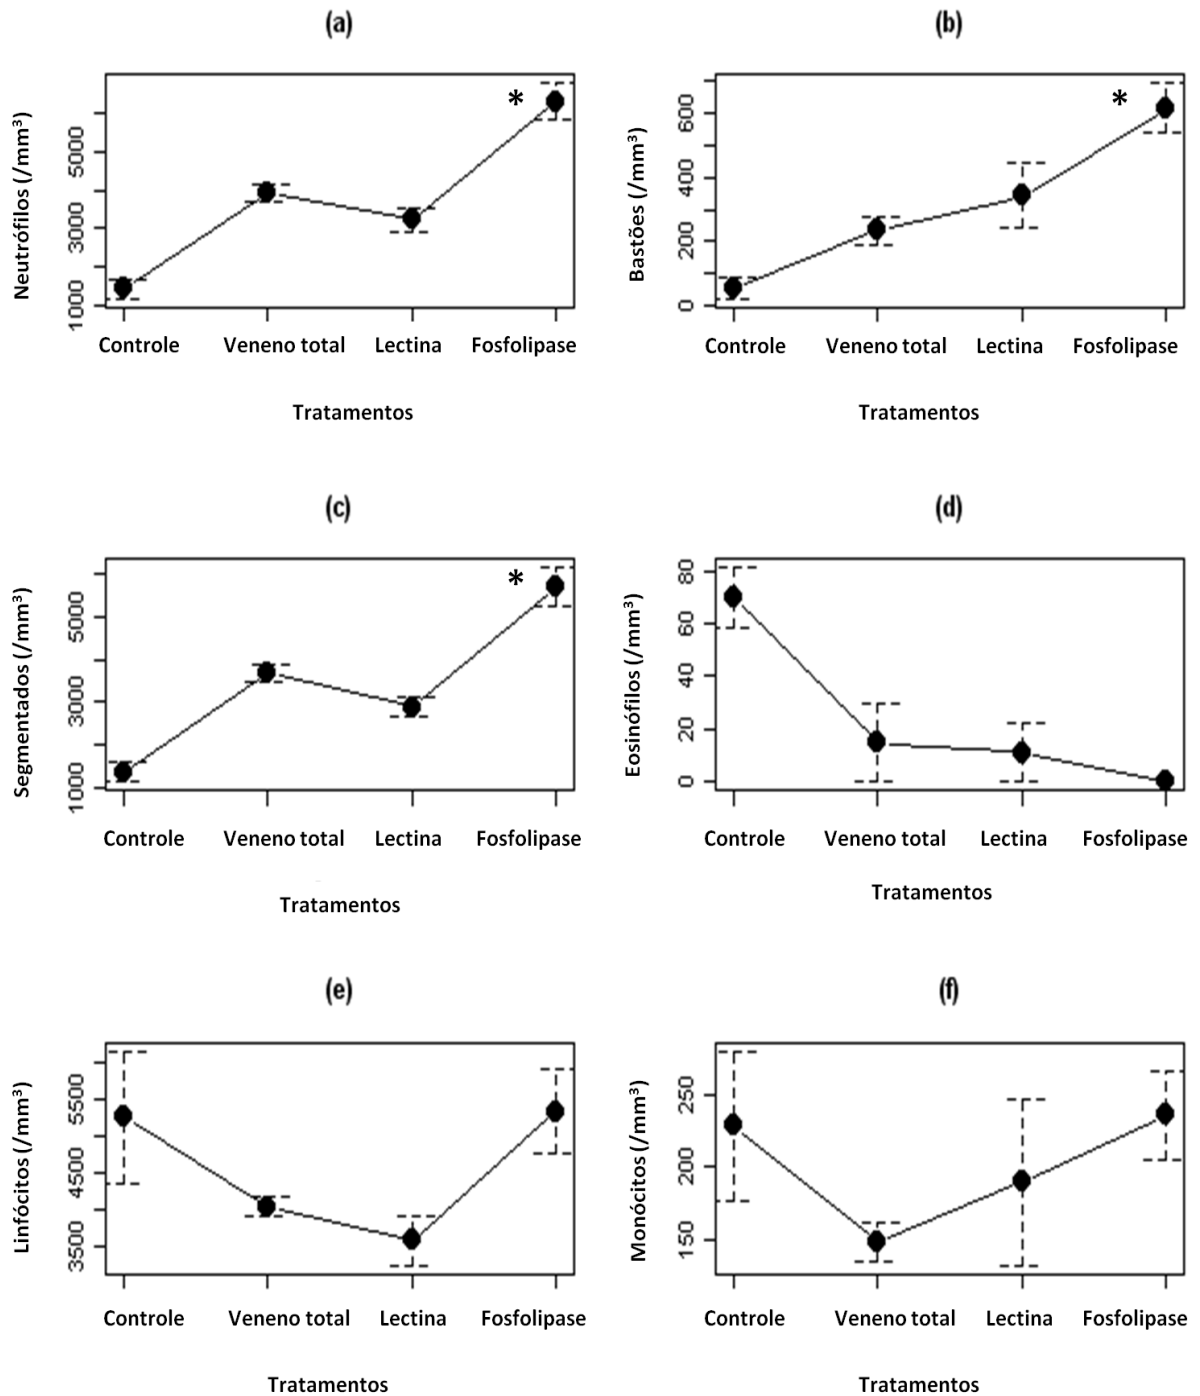 (a)
Neutrófilos (/mm³)
1000 3000 5000
*
Controle Veneno total Lectina Fosfolipase
Tratamentos
(b)
Bastões (/mm³)
0 200 400 600
*
Controle Veneno total Lectina Fosfolipase
Tratamentos
(c)
Segmentados (/mm³)
1000 3000 5000
*
Controle Veneno total Lectina Fosfolipase
Tratamentos
(d)
Eosinófilos (/mm³)
0 20 40 60 80
Controle Veneno total Lectina Fosfolipase
Tratamentos
(e)
Linfócitos (/mm³)
3500 4500 5500
Controle Veneno total Lectina Fosfolipase
Tratamentos
(f)
Monócitos (/mm³)
150 200 250
Controle Veneno total Lectina Fosfolipase
Tratamentos